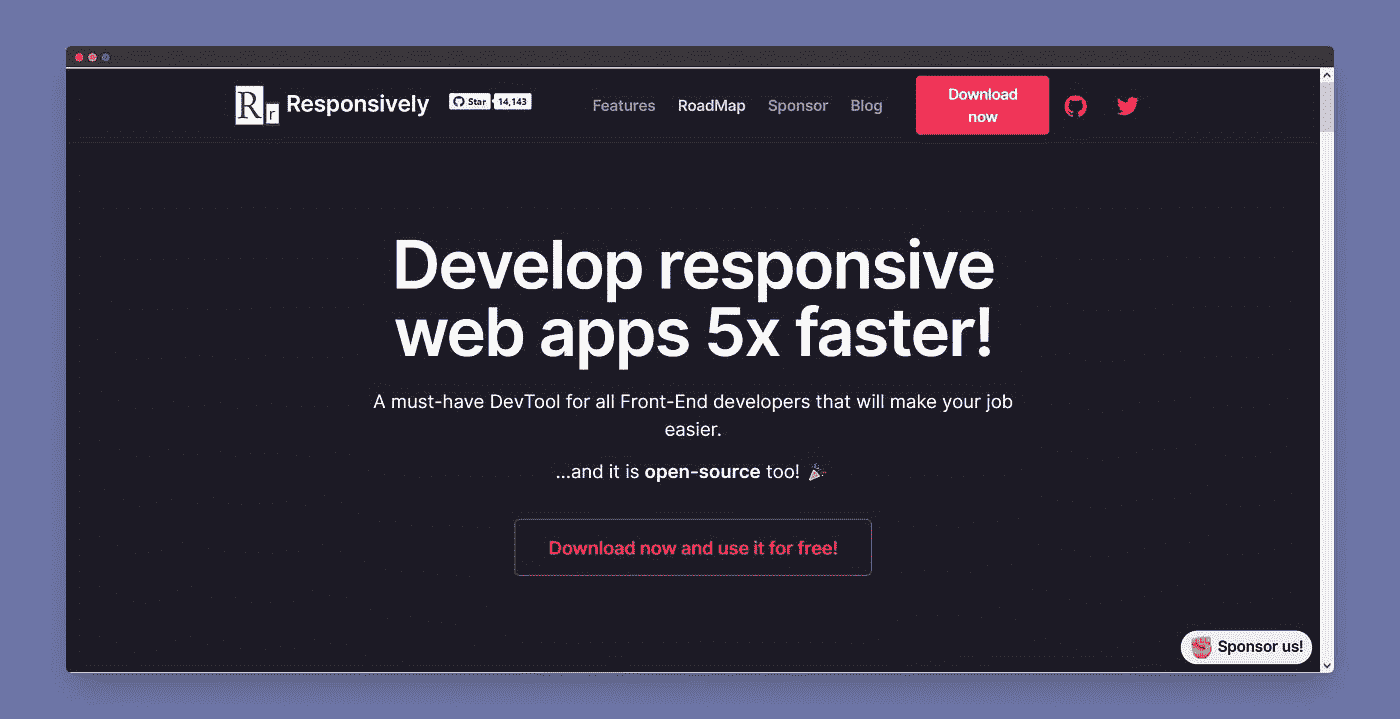 Rr Responsively
Star 14,143
Features RoadMap Sponsor Blog
Download
now
Develop responsive
web apps 5x faster!
A must-have DevTool for all Front-End developers that will make your job
easier.
...and it is open-source too! 🎉
Download now and use it for free!
Sponsor us!